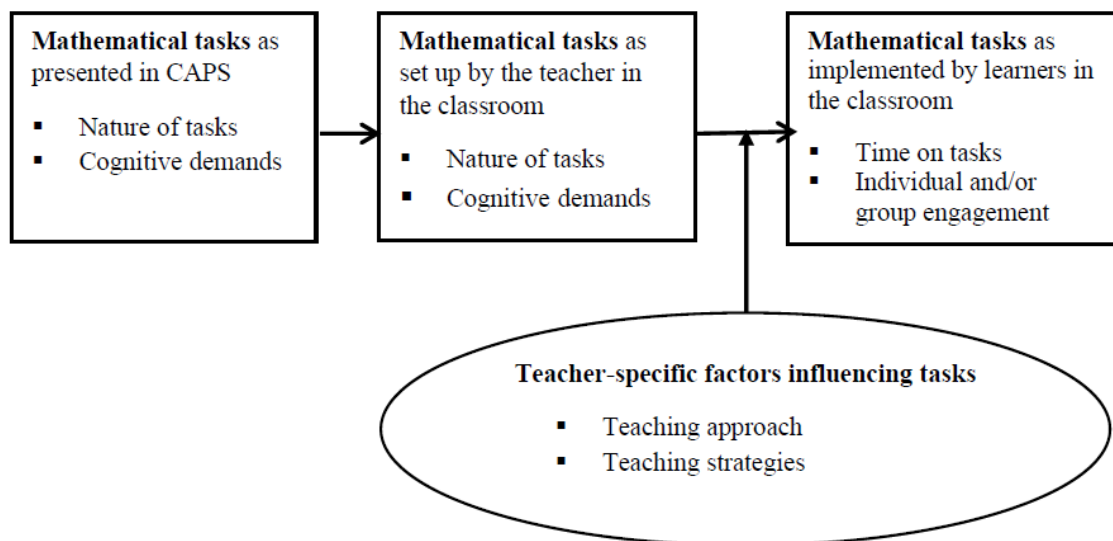 Mathematical tasks as
presented in CAPS
▪ Nature of tasks
▪ Cognitive demands
Mathematical tasks as
set up by the teacher in
the classroom
▪ Nature of tasks
▪ Cognitive demands
Mathematical tasks as
implemented by learners in
the classroom
▪ Time on tasks
▪ Individual and/or
group engagement
Teacher-specific factors influencing tasks
▪ Teaching approach
▪ Teaching strategies